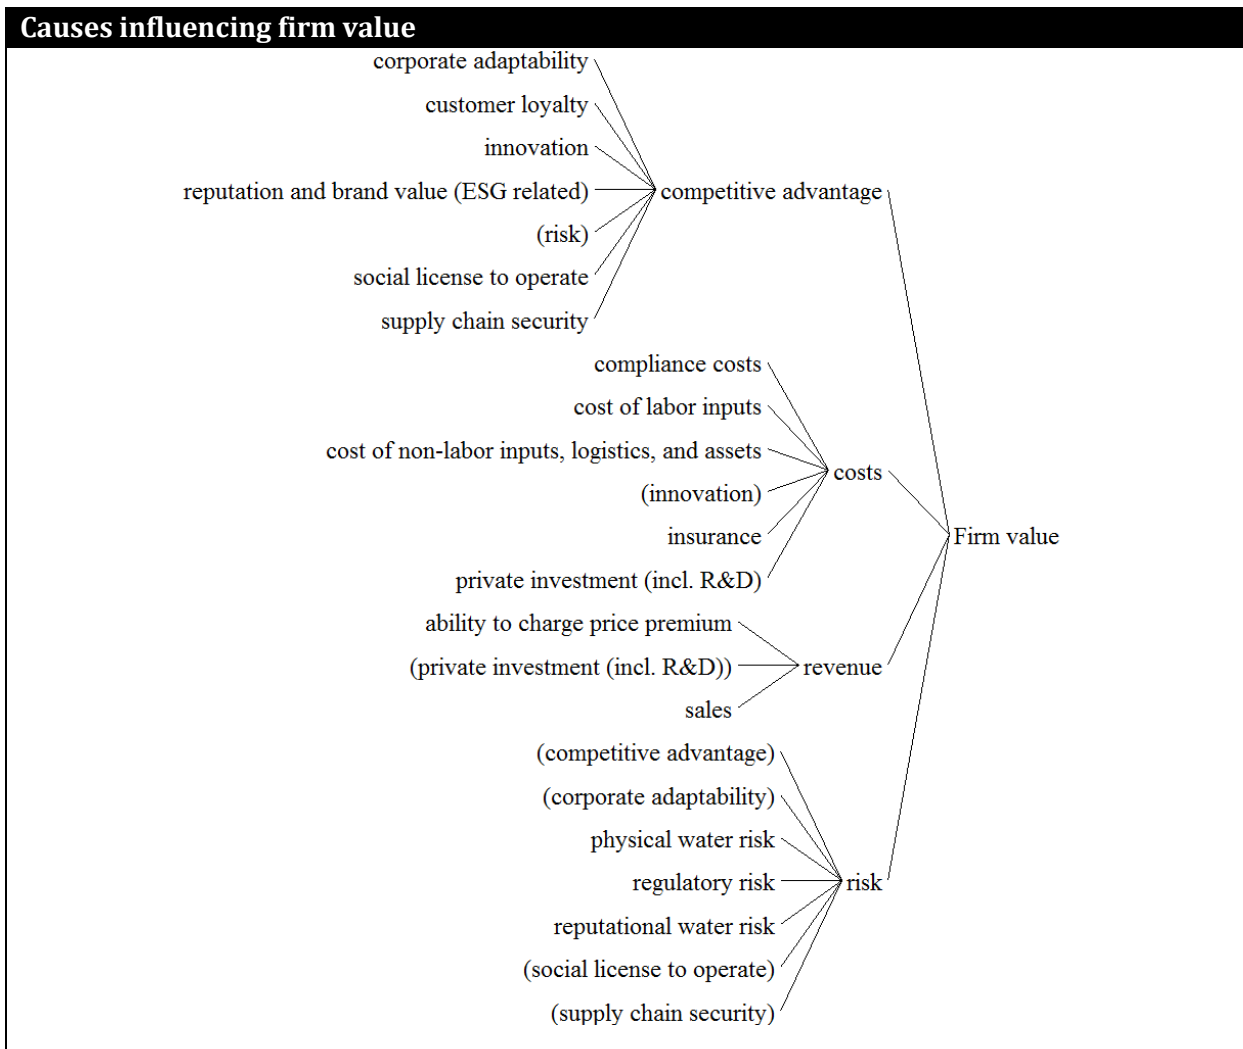 Causes influencing firm value
corporate adaptability
customer loyalty
innovation
reputation and brand value (ESG related)
competitive advantage
(risk)
social license to operate
supply chain security
compliance costs
cost of labor inputs
cost of non-labor inputs, logistics, and assets
costs
(innovation)
insurance
Firm value
private investment (incl. R&D)
ability to charge price premium
(private investment (incl. R&D))
revenue
sales
(competitive advantage)
(corporate adaptability)
physical water risk
regulatory risk
risk
reputational water risk
(social license to operate)
(supply chain security)